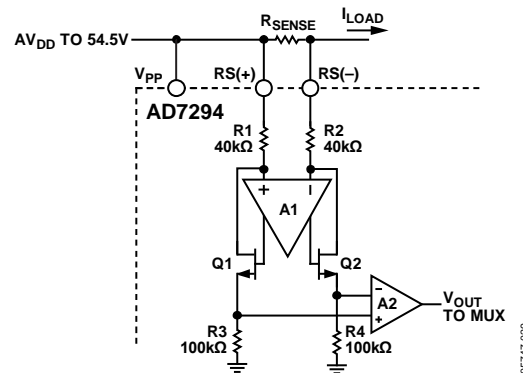 AVDD TO 54.5V
RSENSE
ILOAD
VPP
RS(+)
RS(–)
AD7294
R1
40kΩ
R2
40kΩ
+
–
A1
Q1
Q2
–
+
A2
VOUT
TO MUX
R3
100kΩ
R4
100kΩ